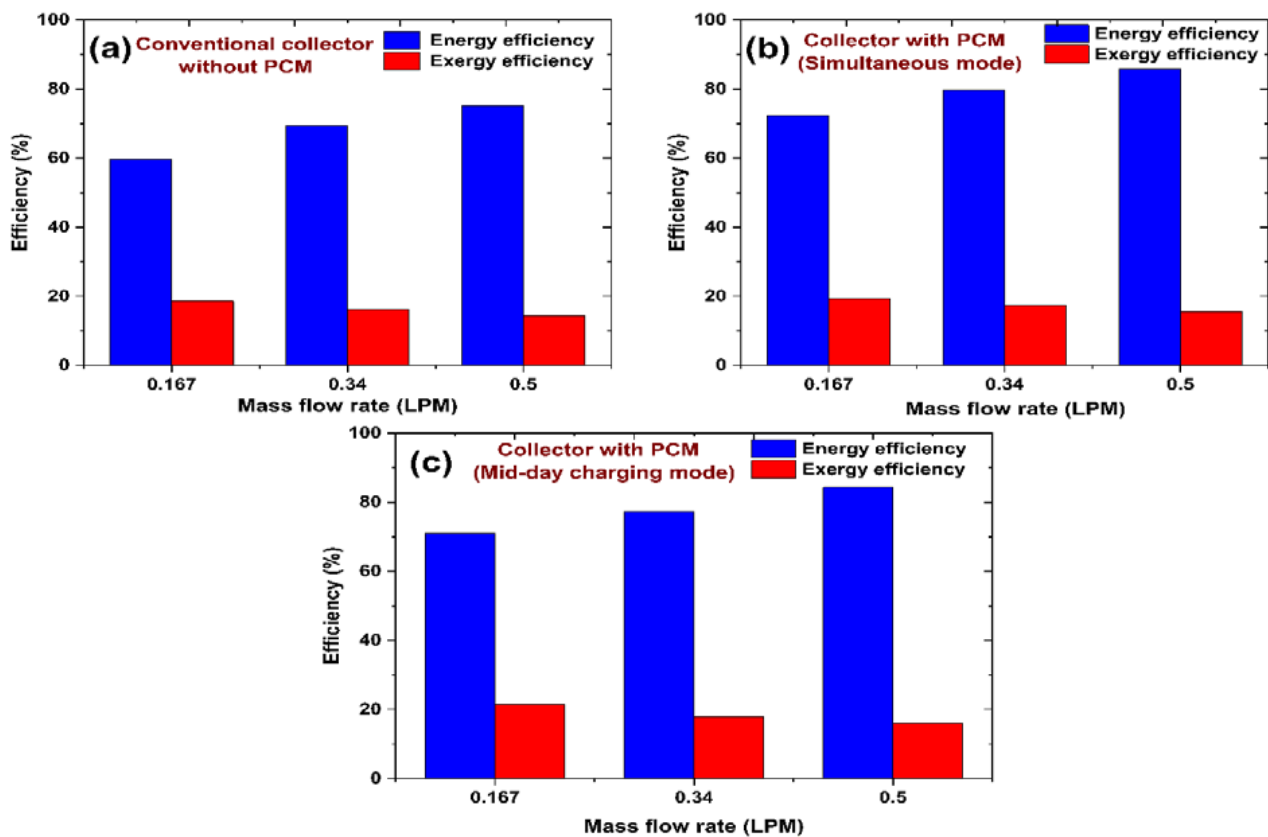 (a)
Conventional collector
without PCM
Energy efficiency
Exergy efficiency
Efficiency (%)
100
80
60
40
20
0
0.167 0.34 0.5
Mass flow rate (LPM)
(b)
Collector with PCM
(Simultaneous mode)
Energy efficiency
Exergy efficiency
Efficiency (%)
100
80
60
40
20
0
0.167 0.34 0.5
Mass flow rate (LPM)
(c)
Collector with PCM
(Mid-day charging mode)
Energy efficiency
Exergy efficiency
Efficiency (%)
100
80
60
40
20
0
0.167 0.34 0.5
Mass flow rate (LPM)